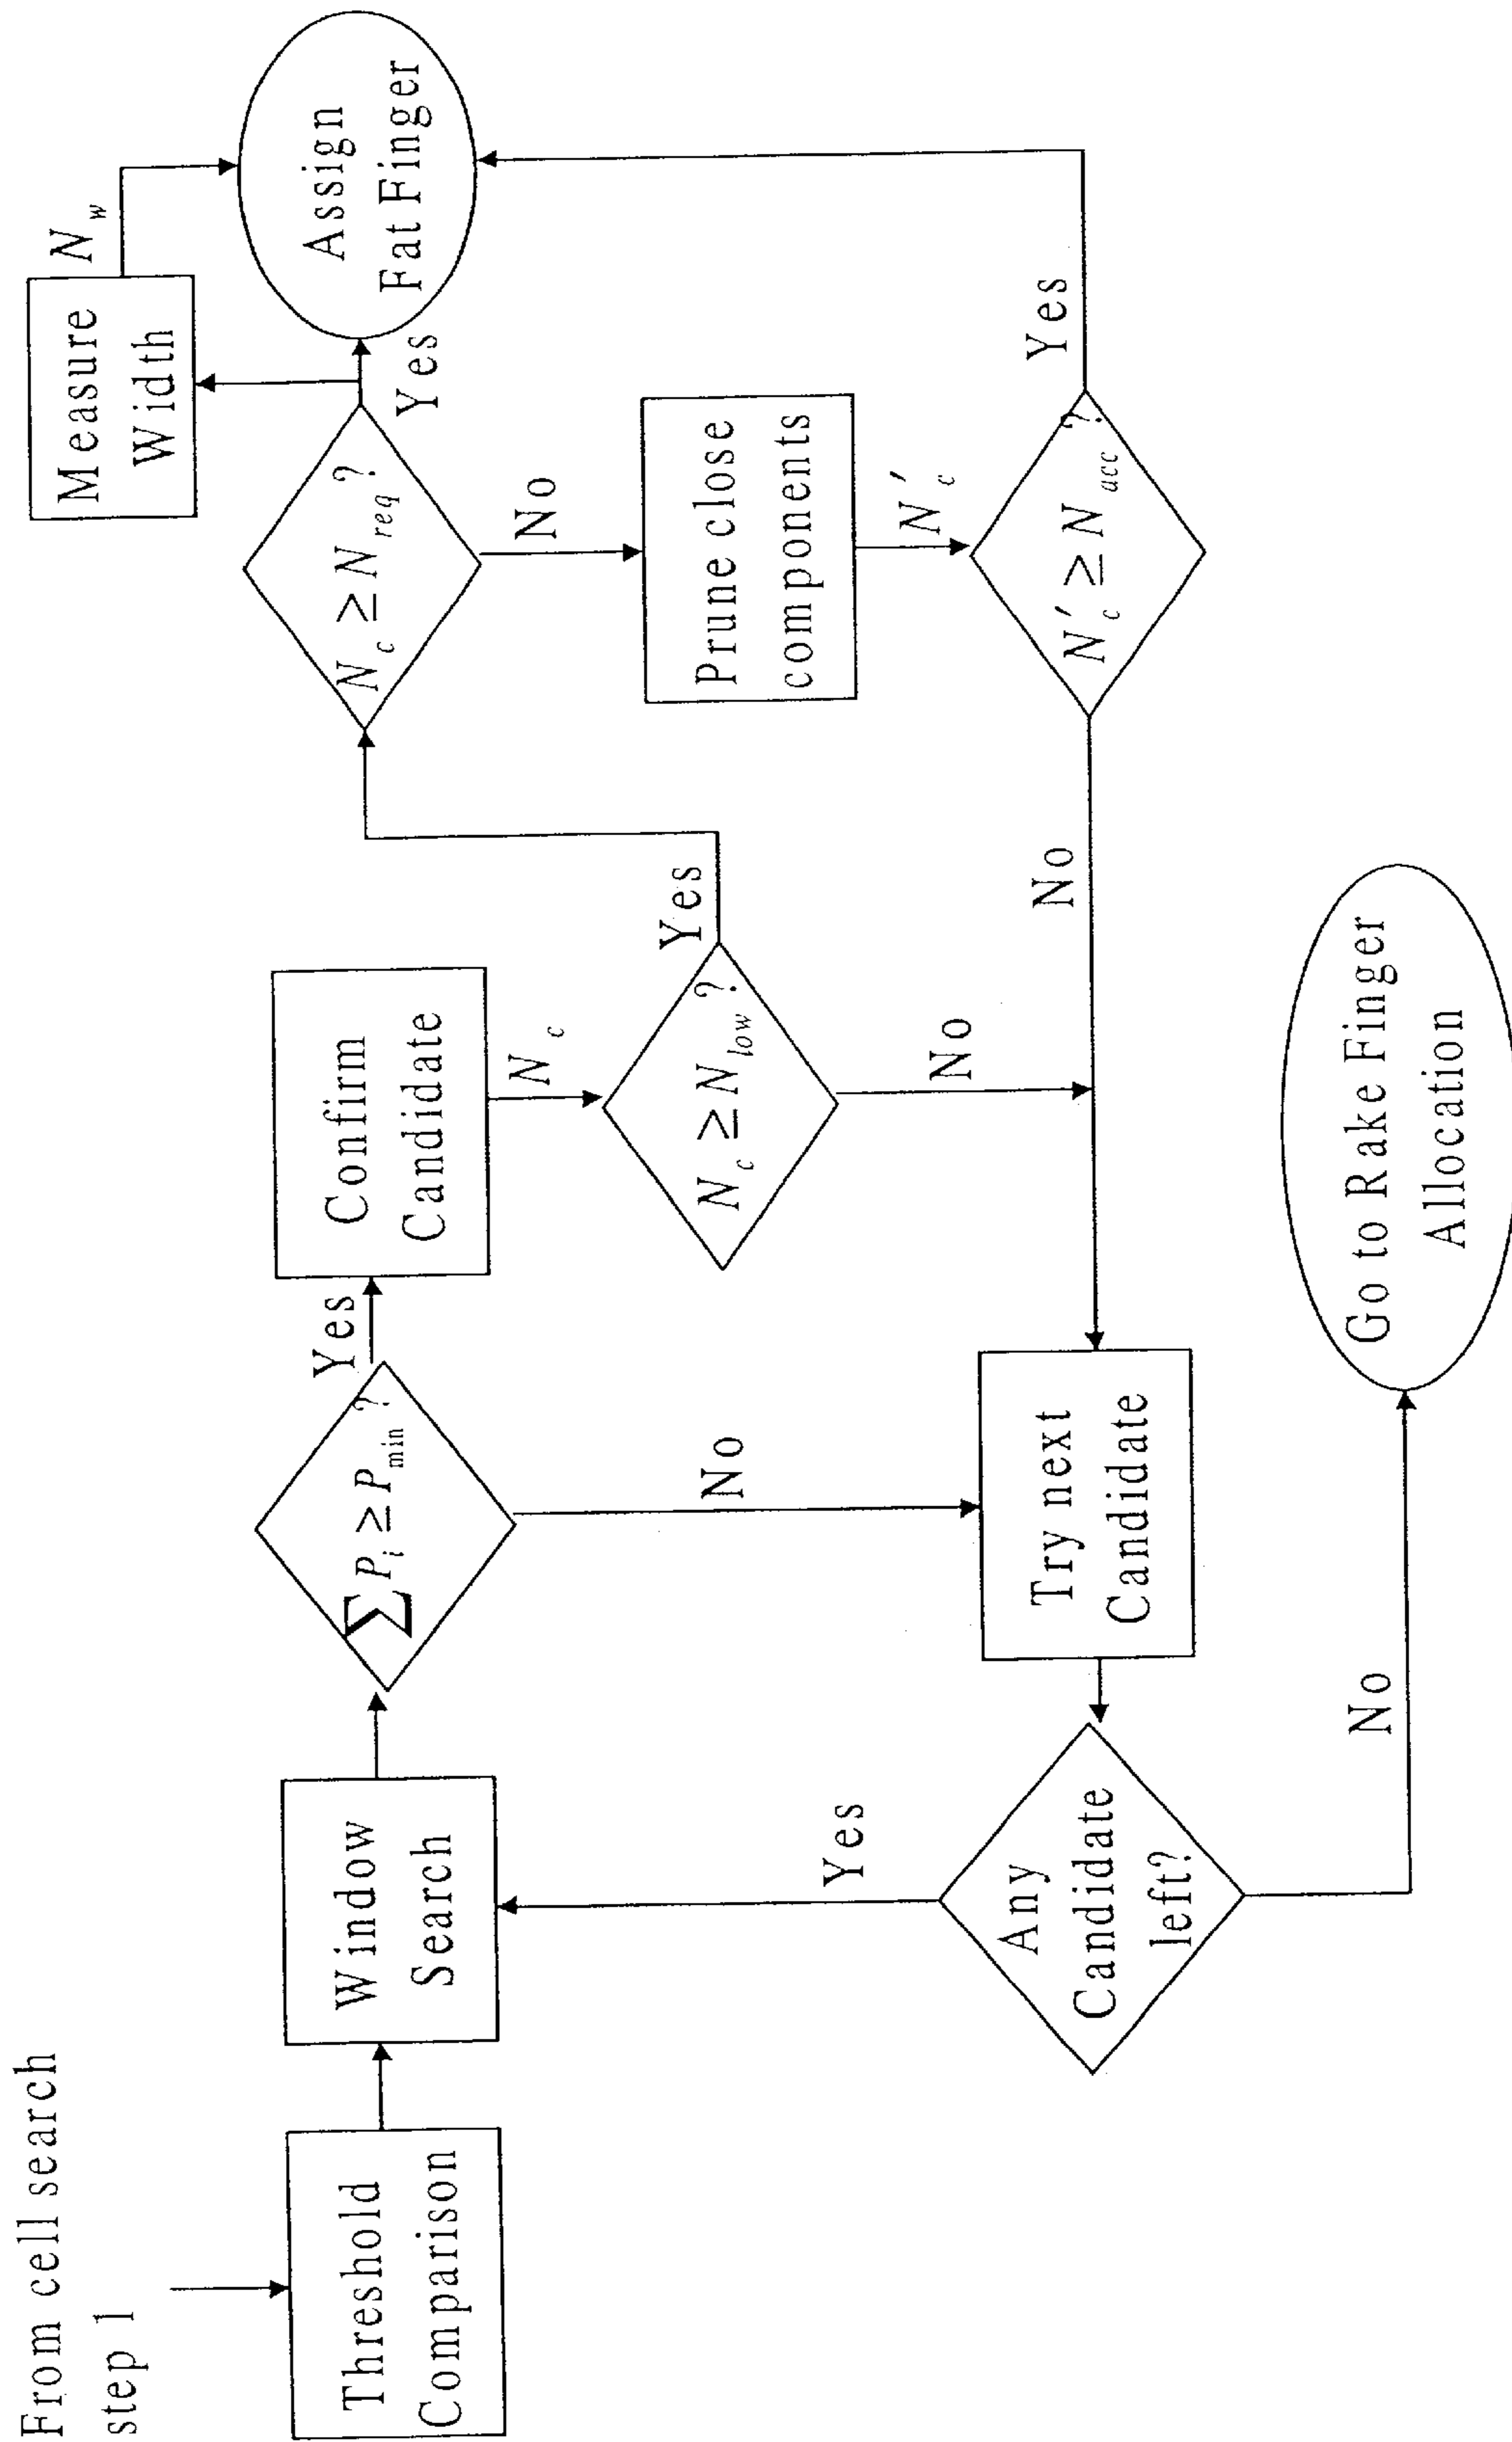 From cell search
step 1
Threshold
Comparison
Window
Search
∑ P_i ≥ P_min ?
Yes
No
Confirm
Candidate
N_c
N_c ≥ N_low ?
Yes
No
N_c ≥ N_req ?
Yes
No
Measure
Width
N_w
Assign
Fat Finger
Prune close
components
N'_c
N'_c ≥ N_acc ?
Yes
No
Try next
Candidate
Any
Candidate
left?
Yes
No
Go to Rake Finger
Allocation